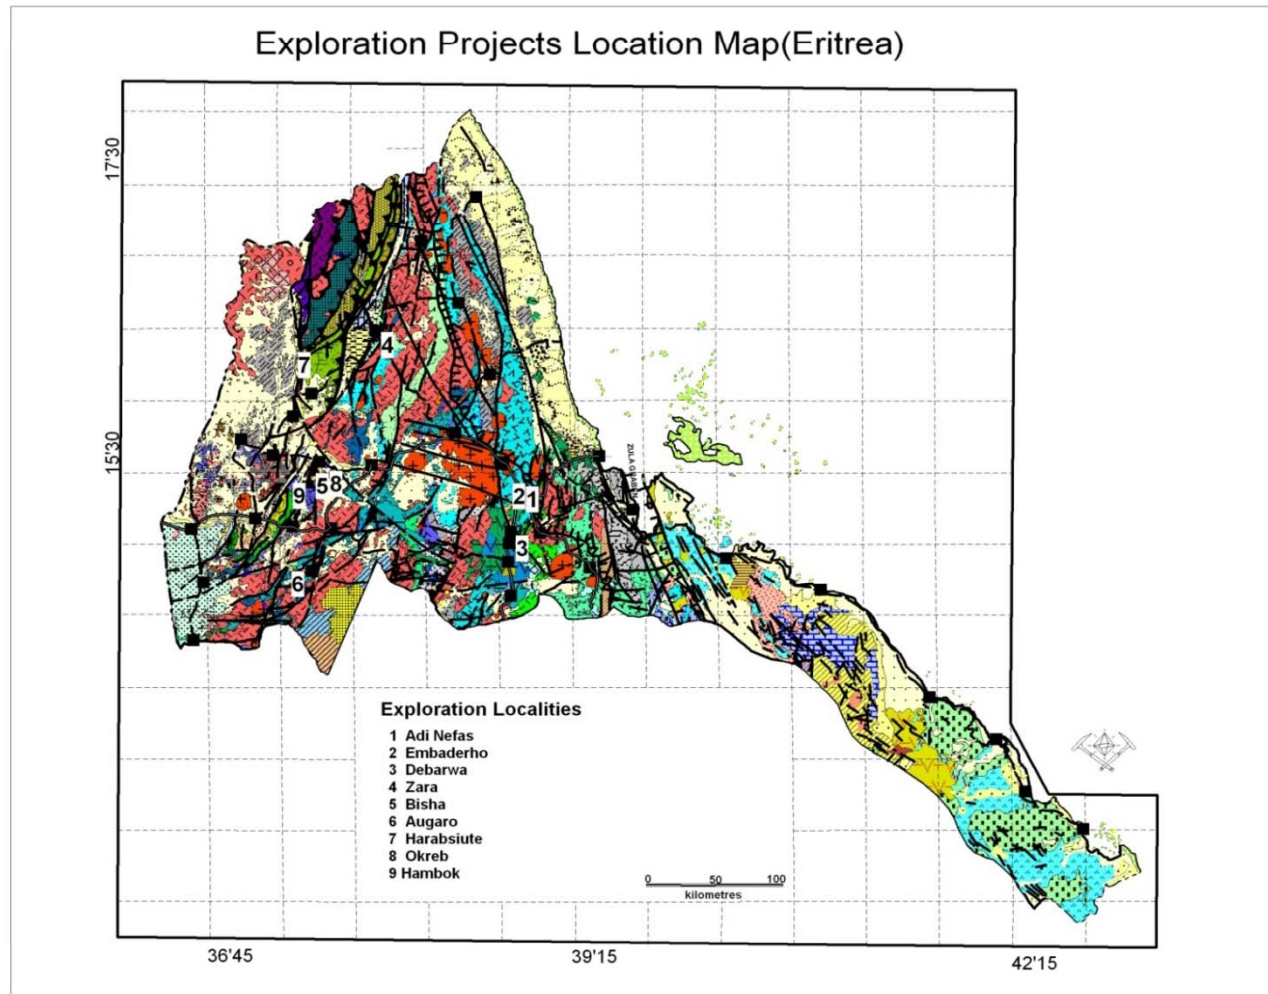 Exploration Projects Location Map(Eritrea)
17'30
4
7
15'30
ZULA GRABEN
9 5 8
2 1
3
6
Exploration Localities
1 Adi Nefas
2 Embaderho
3 Debarwa
4 Zara
5 Bisha
6 Augaro
7 Harabsiute
8 Okreb
9 Hambok
0 50 100
kilometres
36'45 39'15 42'15